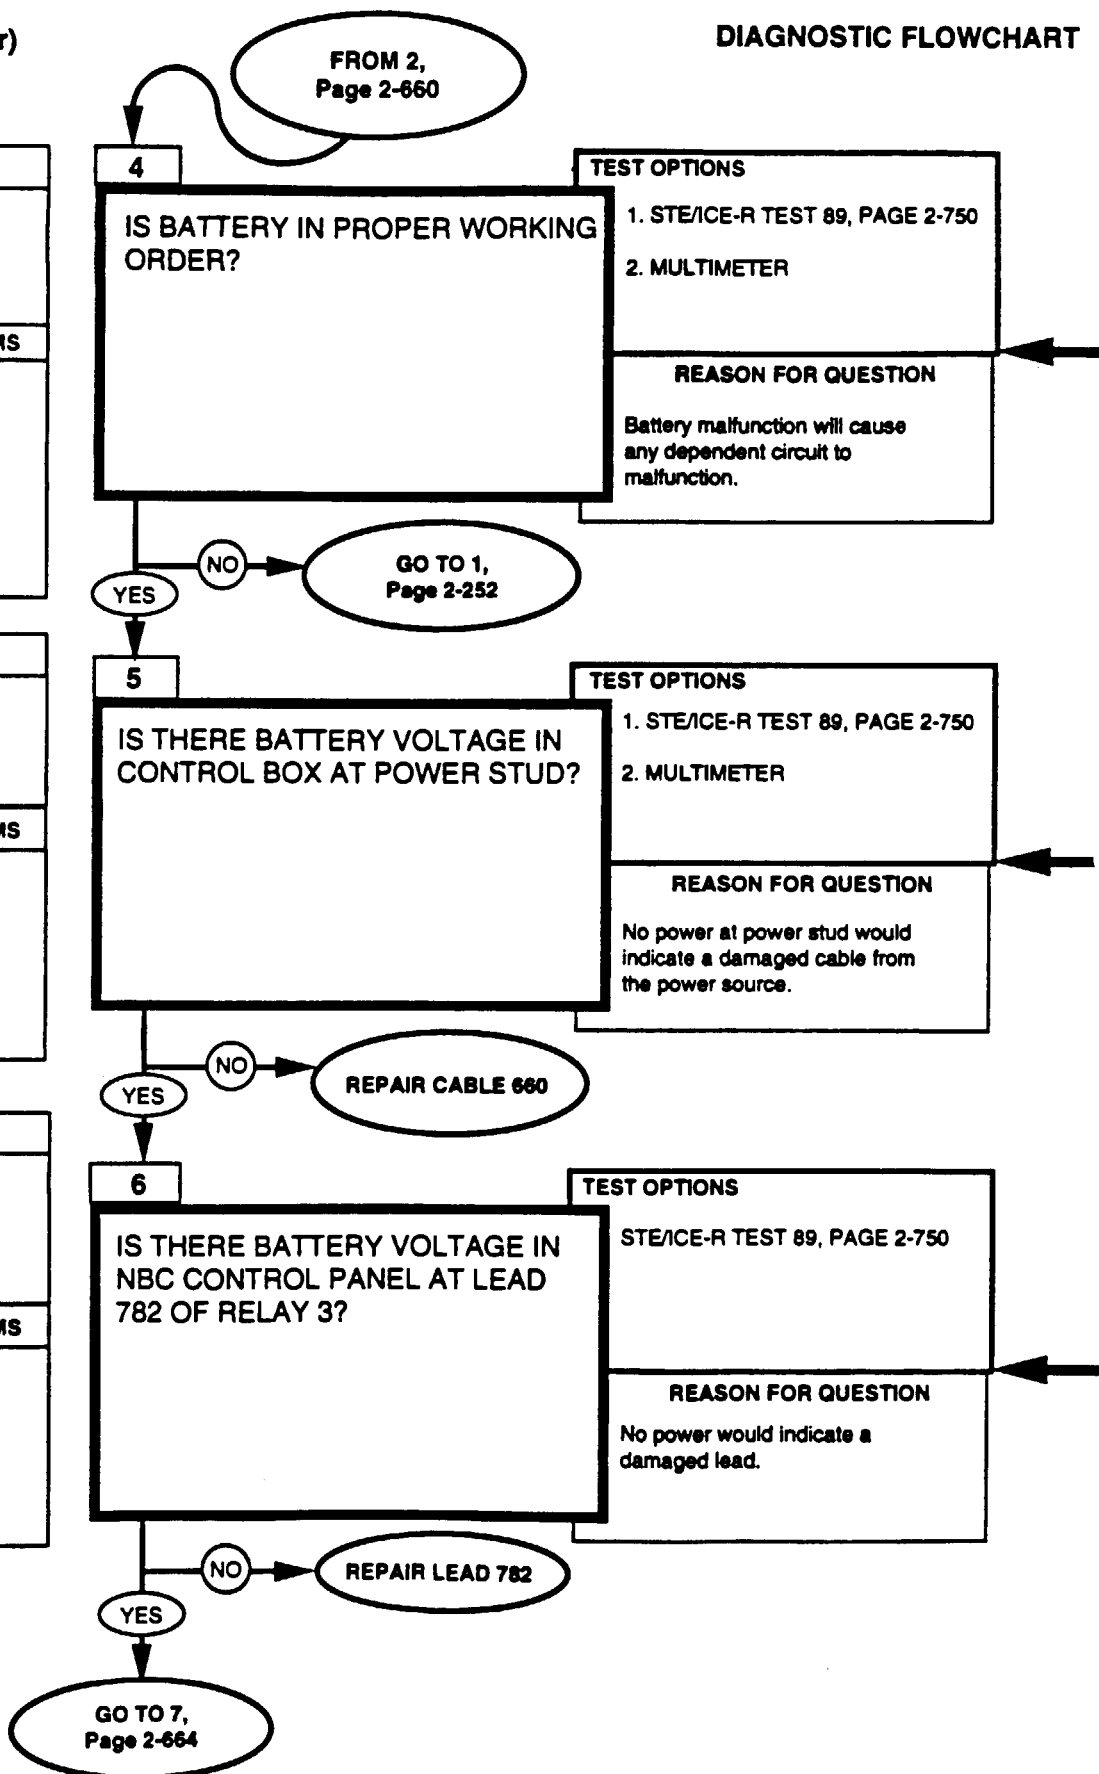 r)
DIAGNOSTIC FLOWCHART
FROM 2,
Page 2-660
4
IS BATTERY IN PROPER WORKING
ORDER?
TEST OPTIONS
1. STE/ICE-R TEST 89, PAGE 2-750
2. MULTIMETER
MS
REASON FOR QUESTION
Battery malfunction will cause
any dependent circuit to
malfunction.
NO
GO TO 1,
Page 2-252
YES
5
IS THERE BATTERY VOLTAGE IN
CONTROL BOX AT POWER STUD?
TEST OPTIONS
1. STE/ICE-R TEST 89, PAGE 2-750
2. MULTIMETER
MS
REASON FOR QUESTION
No power at power stud would
indicate a damaged cable from
the power source.
NO
REPAIR CABLE 660
YES
6
IS THERE BATTERY VOLTAGE IN
NBC CONTROL PANEL AT LEAD
782 OF RELAY 3?
TEST OPTIONS
STE/ICE-R TEST 89, PAGE 2-750
MS
REASON FOR QUESTION
No power would indicate a
damaged lead.
NO
REPAIR LEAD 782
YES
GO TO 7,
Page 2-664